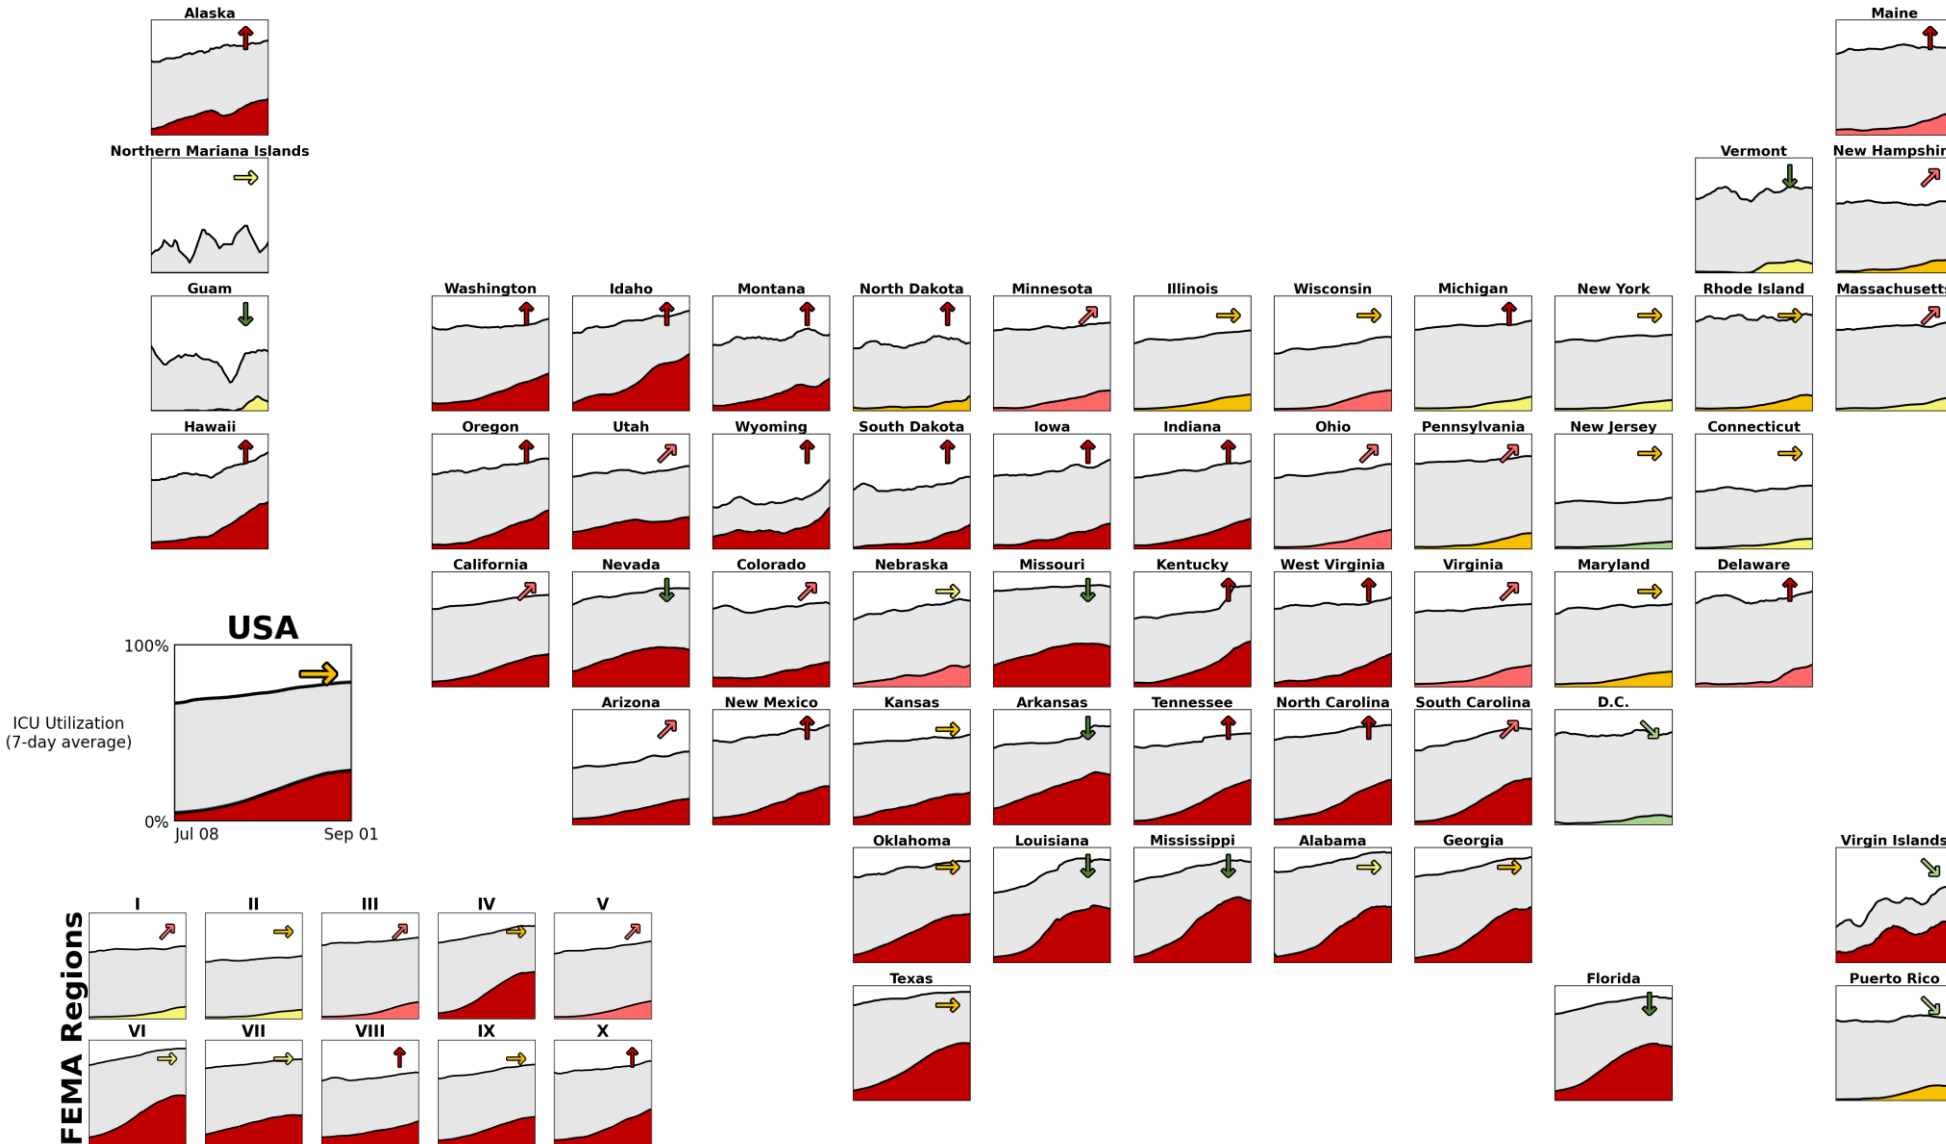 Alaska
Maine
Northern Mariana Islands
Vermont
New Hampshir
Guam
Washington
Idaho
Montana
North Dakota
Minnesota
Illinois
Wisconsin
Michigan
New York
Rhode Island
Massachusetts
Hawaii
Oregon
Utah
Wyoming
South Dakota
Iowa
Indiana
Ohio
Pennsylvania
New Jersey
Connecticut
California
Nevada
Colorado
Nebraska
Missouri
Kentucky
West Virginia
Virginia
Maryland
Delaware
USA
100%
ICU Utilization
(7-day average)
0%
Jul 08
Sep 01
Arizona
New Mexico
Kansas
Arkansas
Tennessee
North Carolina
South Carolina
D.C.
Oklahoma
Louisiana
Mississippi
Alabama
Georgia
Virgin Islands
Texas
Florida
Puerto Rico
FEMA Regions
I
II
III
IV
V
VI
VII
VIII
IX
X